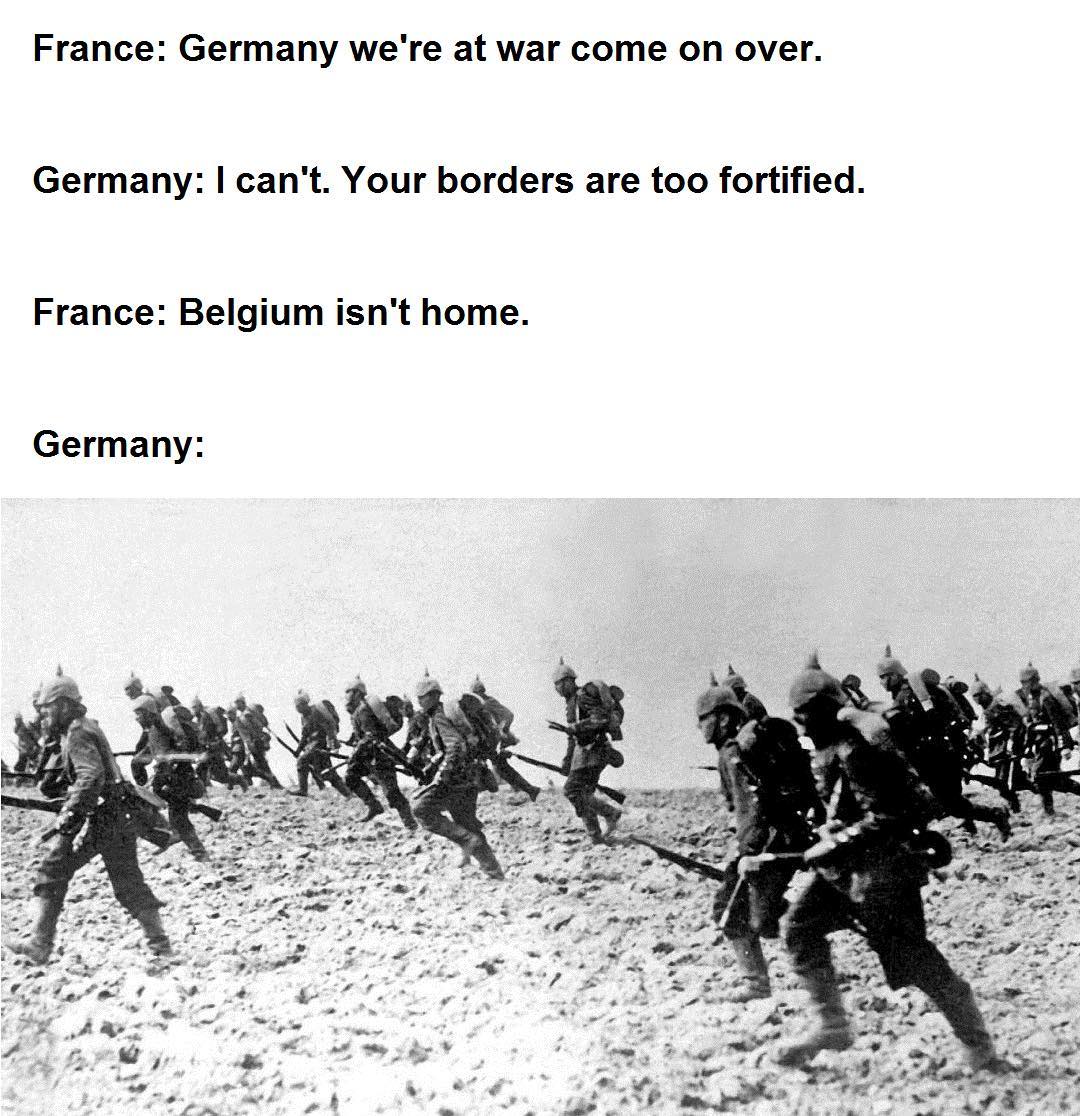 France: Germany we're at war come on over.
Germany: I can't. Your borders are too fortified.
France: Belgium isn't home.
Germany: